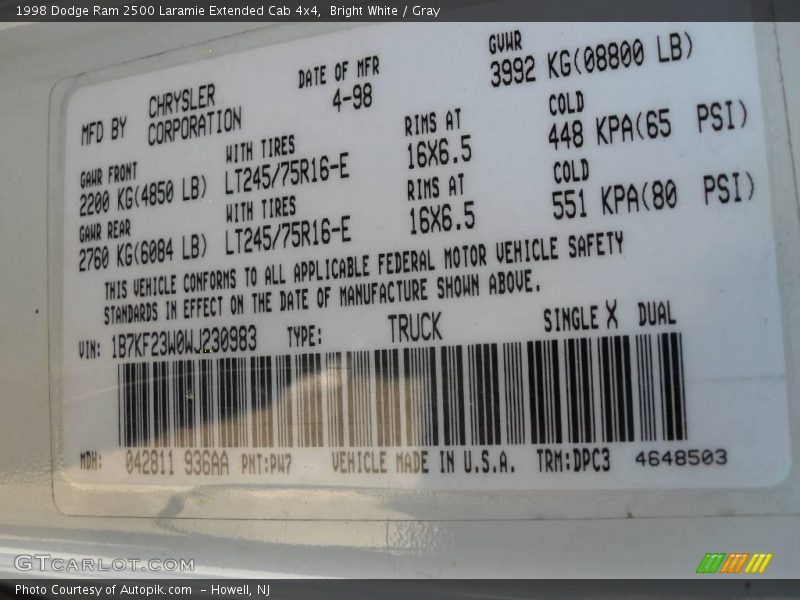 1998 Dodge Ram 2500 Laramie Extended Cab 4x4,  Bright White / Gray
MFD BY CHRYSLER CORPORATION
DATE OF MFR 4-98
GVWR 3992 KG(08800 LB)
GAWR FRONT 2200 KG(4850 LB)
WITH TIRES LT245/75R16-E
RIMS AT 16X6.5
COLD 448 KPA(65 PSI)
GAWR REAR 2760 KG(6084 LB)
WITH TIRES LT245/75R16-E
RIMS AT 16X6.5
COLD 551 KPA(80 PSI)
THIS VEHICLE CONFORMS TO ALL APPLICABLE FEDERAL MOTOR VEHICLE SAFETY
STANDARDS IN EFFECT ON THE DATE OF MANUFACTURE SHOWN ABOVE.
VIN: 1B7KF23W0WJ230983 TYPE: TRUCK SINGLE X DUAL
MDH: 042811 936AA PNT:PW7 VEHICLE MADE IN U.S.A. TRM:DPC3 4648503
GTCARLOT.COM
Photo Courtesy of Autopik.com - Howell, NJ